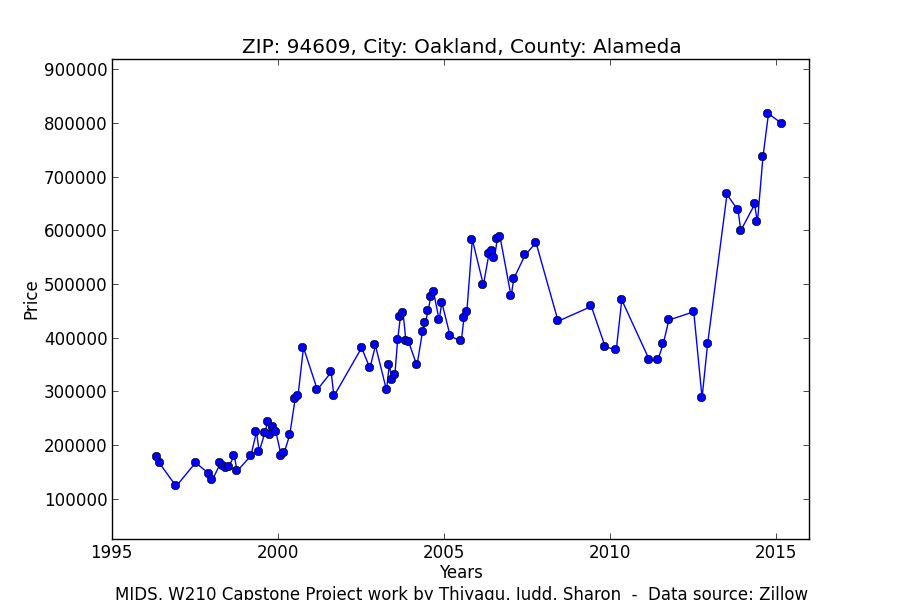 ZIP: 94609, City: Oakland, County: Alameda
900000
800000
700000
600000
500000
400000
300000
200000
100000
Price
1995 2000 2005 2010 2015
Years
MIDS, W210 Capstone Project work by Thiyagu, Judd, Sharon - Data source: Zillow